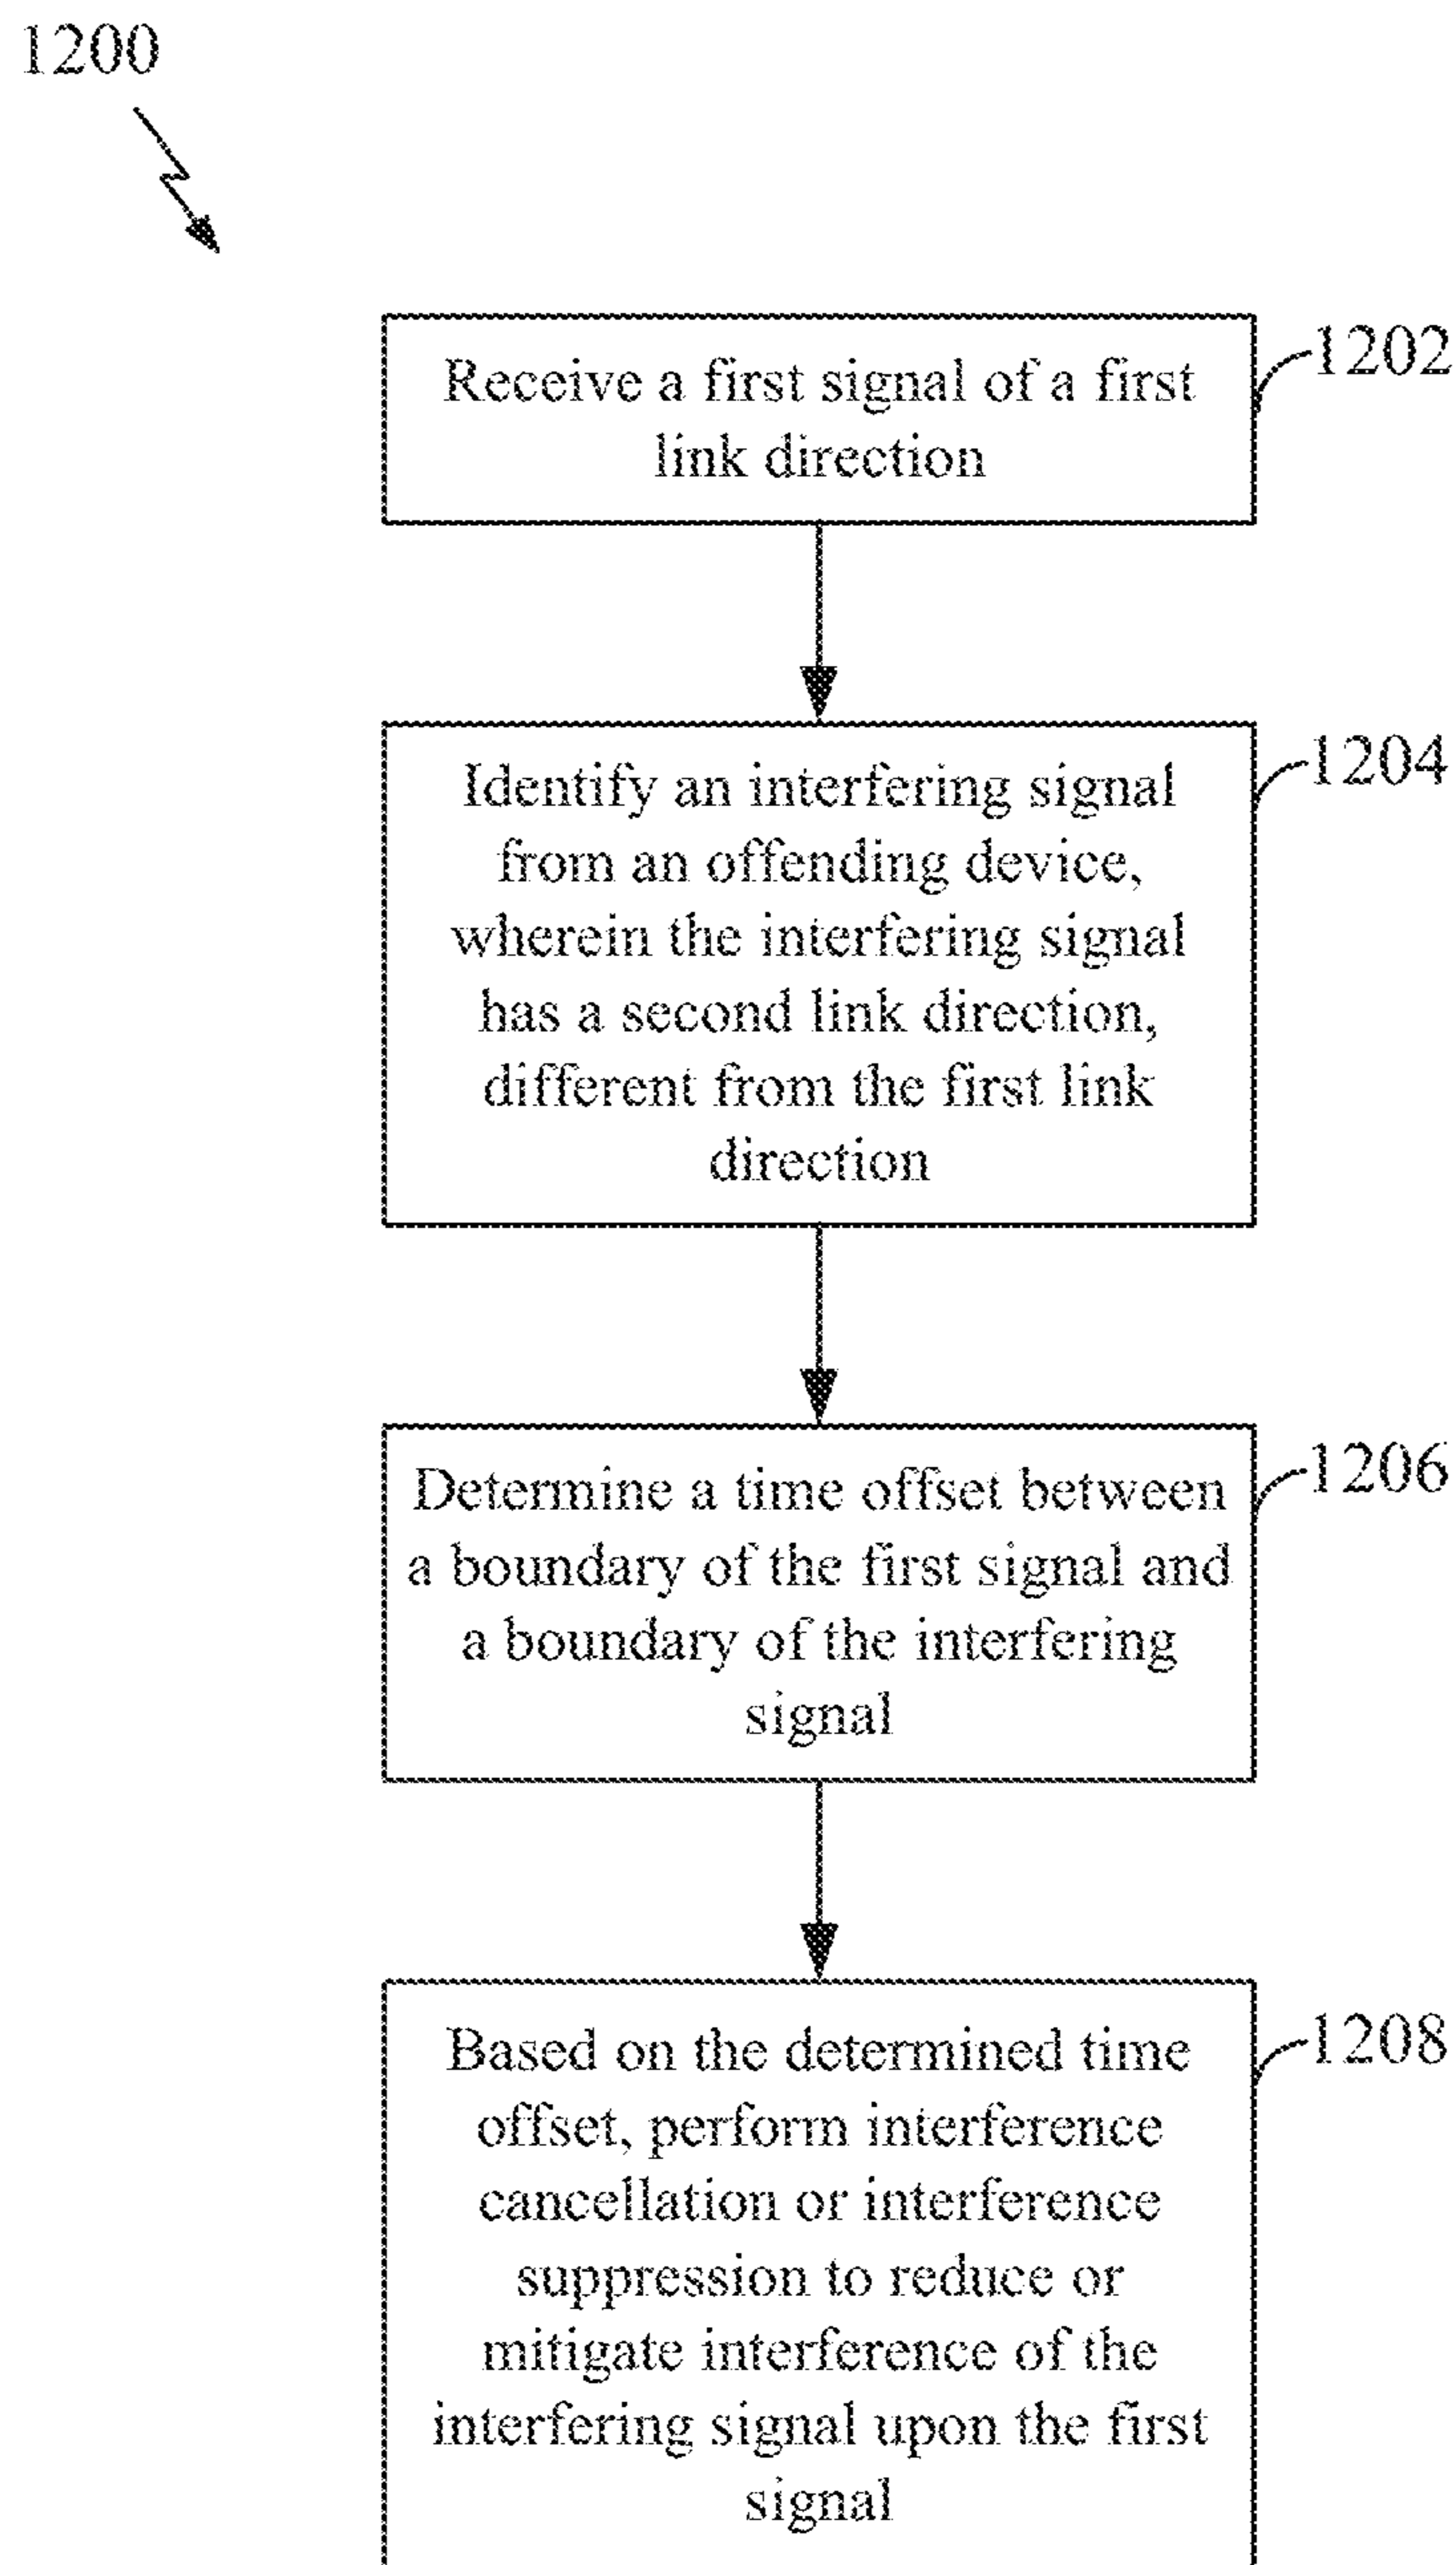 1200
Receive a first signal of a first
link direction
1202
Identify an interfering signal
from an offending device,
wherein the interfering signal
has a second link direction,
different from the first link
direction
1204
Determine a time offset between
a boundary of the first signal and
a boundary of the interfering
signal
1206
Based on the determined time
offset, perform interference
cancellation or interference
suppression to reduce or
mitigate interference of the
interfering signal upon the first
signal
1208